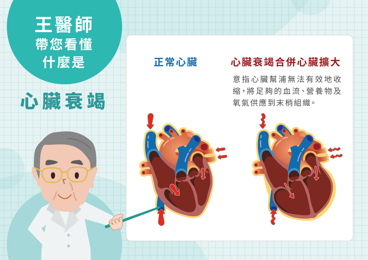 王醫師
帶您看懂
什麼是
心臟衰竭
正常心臟
心臟衰竭合併心臟擴大
意指心臟幫浦無法有效地收
縮，將足夠的血流、營養物及
氧氣供應到末梢組織。